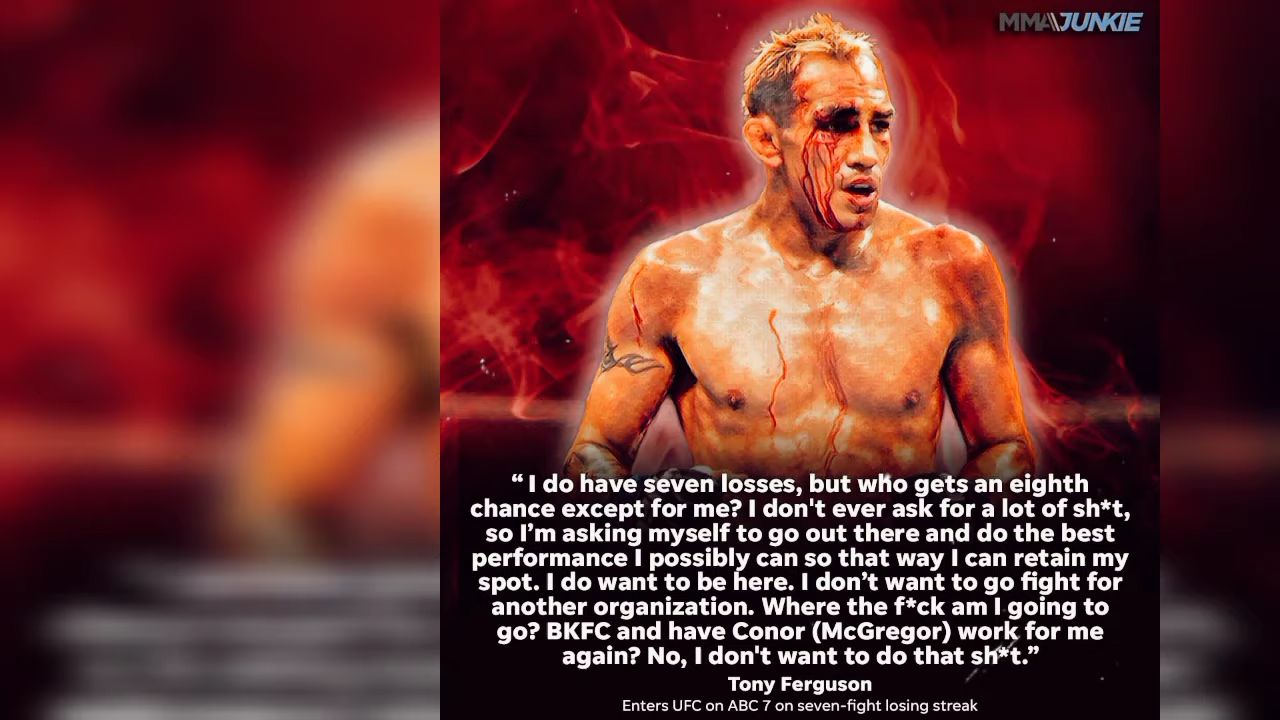 MMAJUNKIE
“ I do have seven losses, but who gets an eighth
chance except for me? I don't ever ask for a lot of sh*t,
so I’m asking myself to go out there and do the best
performance I possibly can so that way I can retain my
spot. I do want to be here. I don’t want to go fight for
another organization. Where the f*ck am I going to
go? BKFC and have Conor (McGregor) work for me
again? No, I don't want to do that sh*t.”
Tony Ferguson
Enters UFC on ABC 7 on seven-fight losing streak